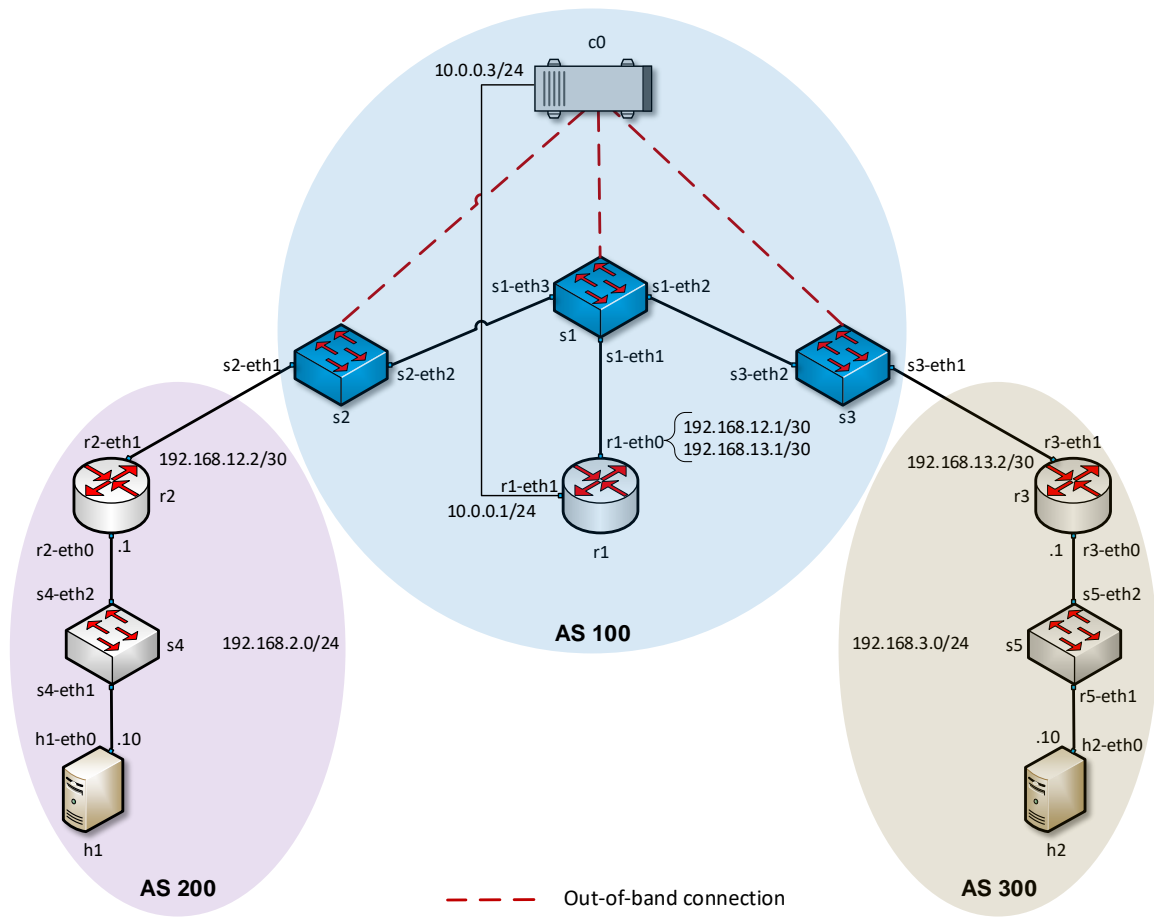 c0
10.0.0.3/24
s1-eth3
s1-eth2
s1
s1-eth1
s2-eth1
s2-eth2
s2
s3-eth2
s3-eth1
s3
r1-eth0
192.168.12.1/30
192.168.13.1/30
r2-eth1
192.168.12.2/30
r2
r1-eth1
10.0.0.1/24
r1
r3-eth1
192.168.13.2/30
r3
r2-eth0
.1
.1
r3-eth0
s4-eth2
s4
192.168.2.0/24
s4-eth1
AS 100
s5-eth2
192.168.3.0/24
s5
r5-eth1
h1-eth0
.10
h1
.10
h2-eth0
h2
AS 200
AS 300
Out-of-band connection